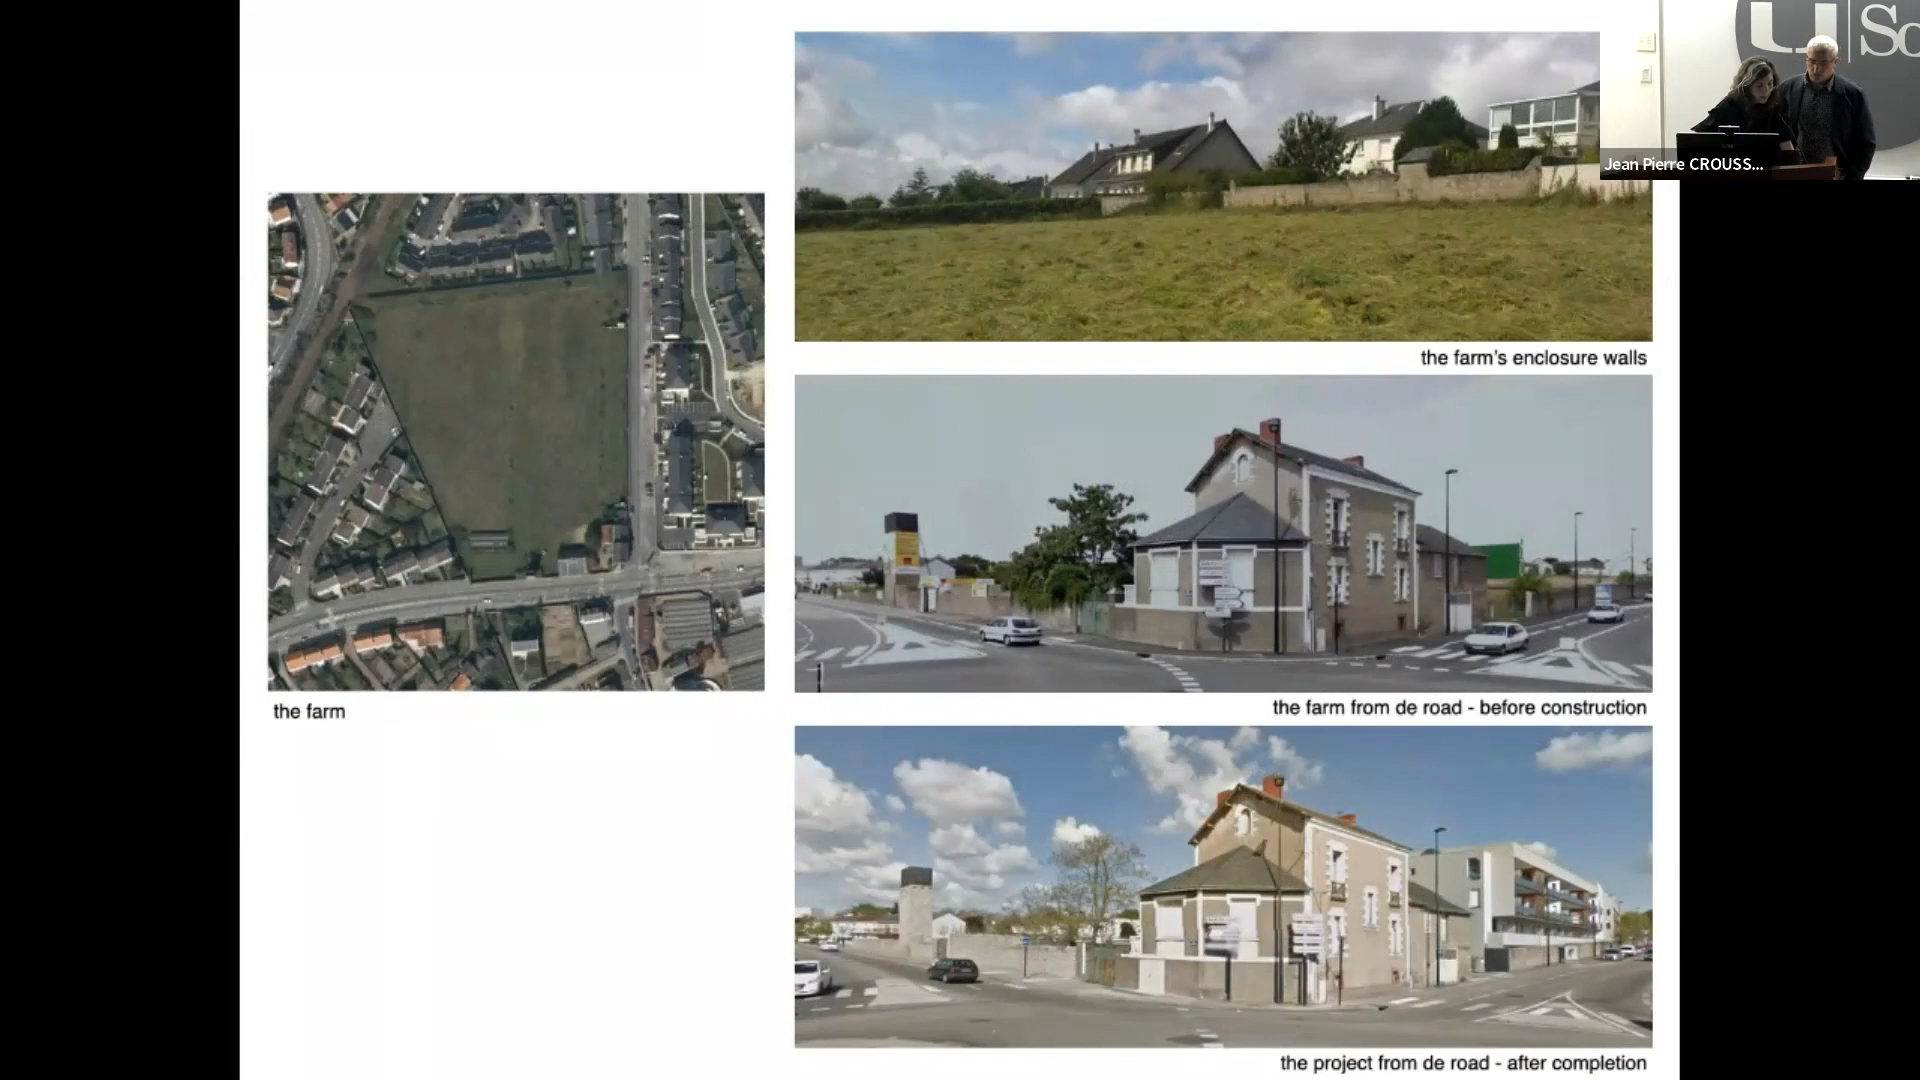 U Sc
Jean Pierre CROUSS...
the farm's enclosure walls
the farm from de road - before construction
the farm
the project from de road - after completion